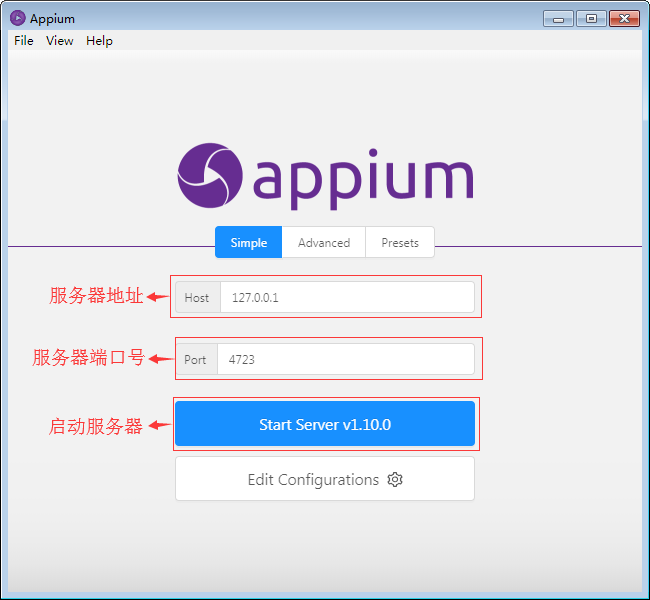 Appium
File View Help
appium
Simple Advanced Presets
服务器地址 Host 127.0.0.1
服务器端口号 Port 4723
启动服务器 Start Server v1.10.0
Edit Configurations